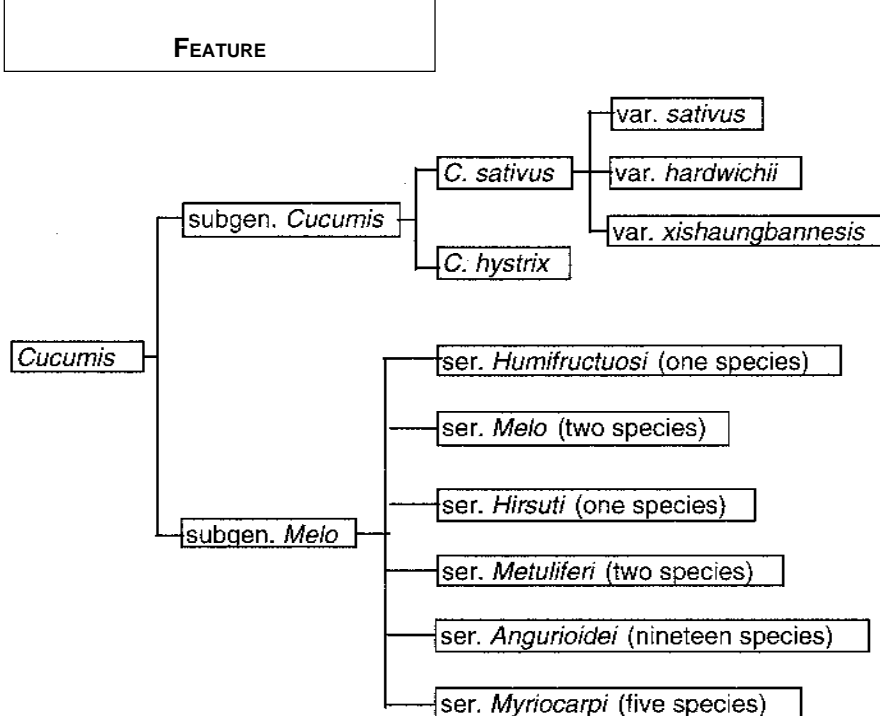 FEATURE
var. sativus
C. sativus
var. hardwichii
subgen. Cucumis
var. xishaungbannesis
C. hystrix
Cucumis
ser. Humifructuosi (one species)
ser. Melo (two species)
ser. Hirsuti (one species)
subgen. Melo
ser. Metuliferi (two species)
ser. Angurioidei (nineteen species)
ser. Myriocarpi (five species)